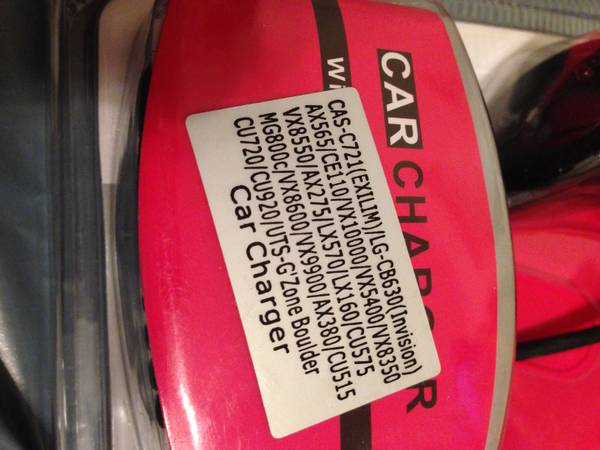 CAR CHARGER
Wi
CAS-C721(EXILIM)/LG-CB630(Invision)
AX565/CE110/VX10000/VX5400/VX8350
VX8550/AX275/LX570/LX160/CU575
MG800c/VX8600/VX9900/AX380/CU515
CU720/CU920/UTS-G'Zone Boulder
Car Charger